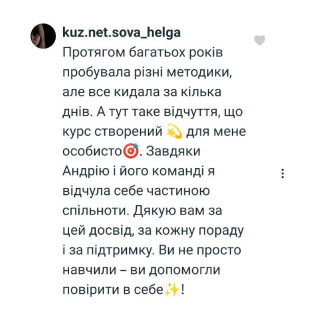 kuz.net.sova_helga
Протягом багатьох років
пробувала різні методики,
але все кидала за кілька
днів. А тут таке відчуття, що
курс створений 💫 для мене
особисто🎯. Завдяки
Андрію і його команді я
відчула себе частиною
спільноти. Дякую вам за
цей досвід, за кожну пораду
і за підтримку. Ви не просто
навчили – ви допомогли
повірити в себе✨!